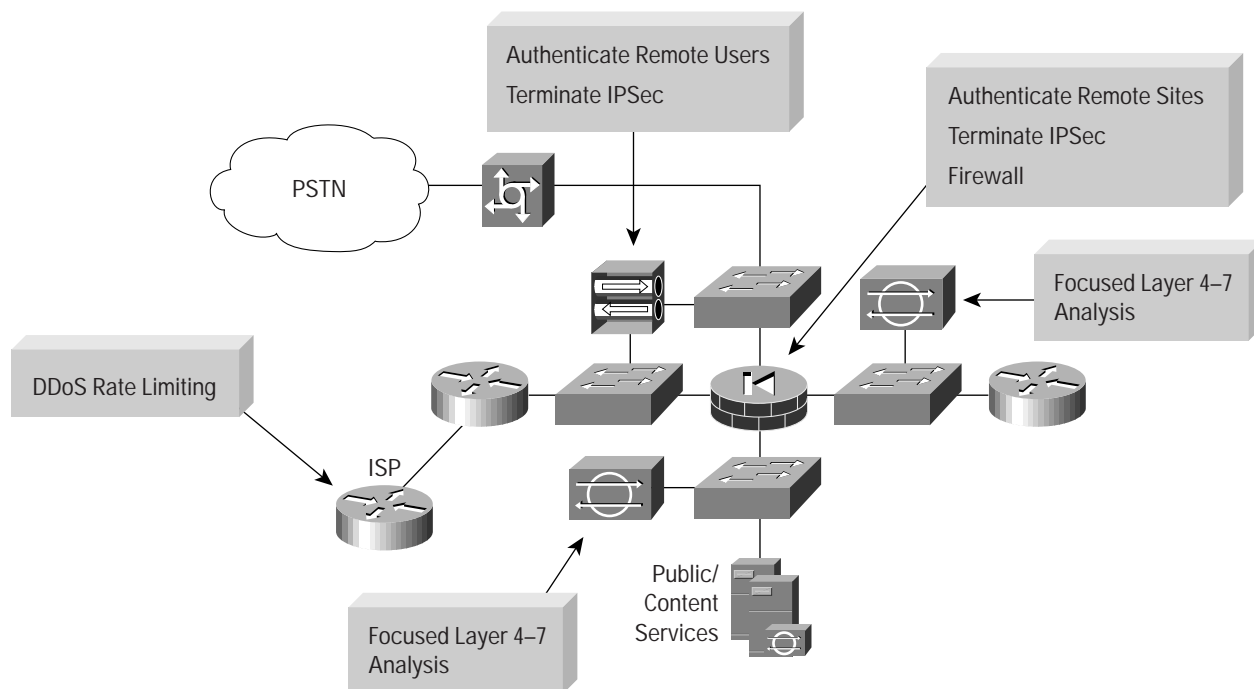 Authenticate Remote Users
Terminate IPSec
Authenticate Remote Sites
Terminate IPSec
Firewall
PSTN
Focused Layer 4–7
Analysis
DDoS Rate Limiting
ISP
Public/
Content
Services
Focused Layer 4–7
Analysis